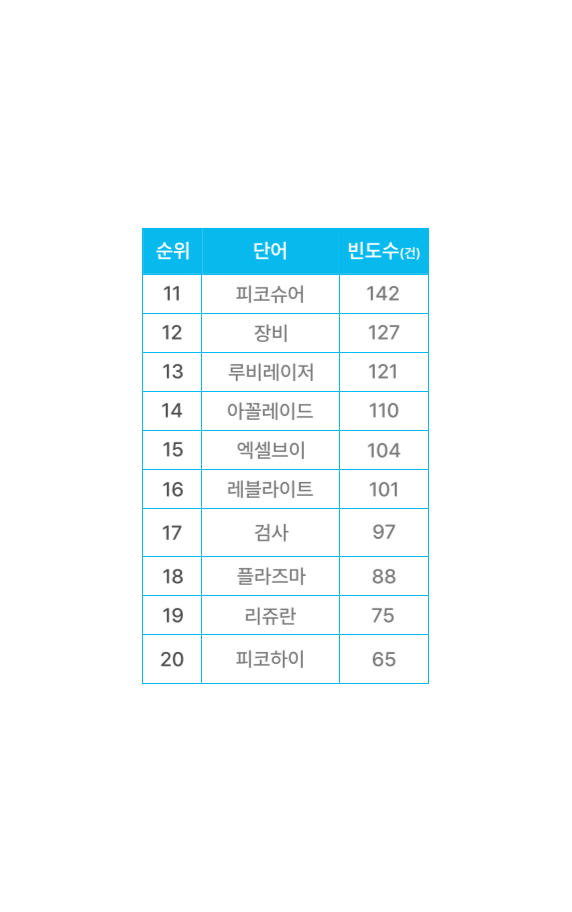 순위 단어 빈도수(건)
11 피코슈어 142
12 장비 127
13 루비레이저 121
14 아꼴레이드 110
15 엑셀브이 104
16 레블라이트 101
17 검사 97
18 플라즈마 88
19 리쥬란 75
20 피코하이 65